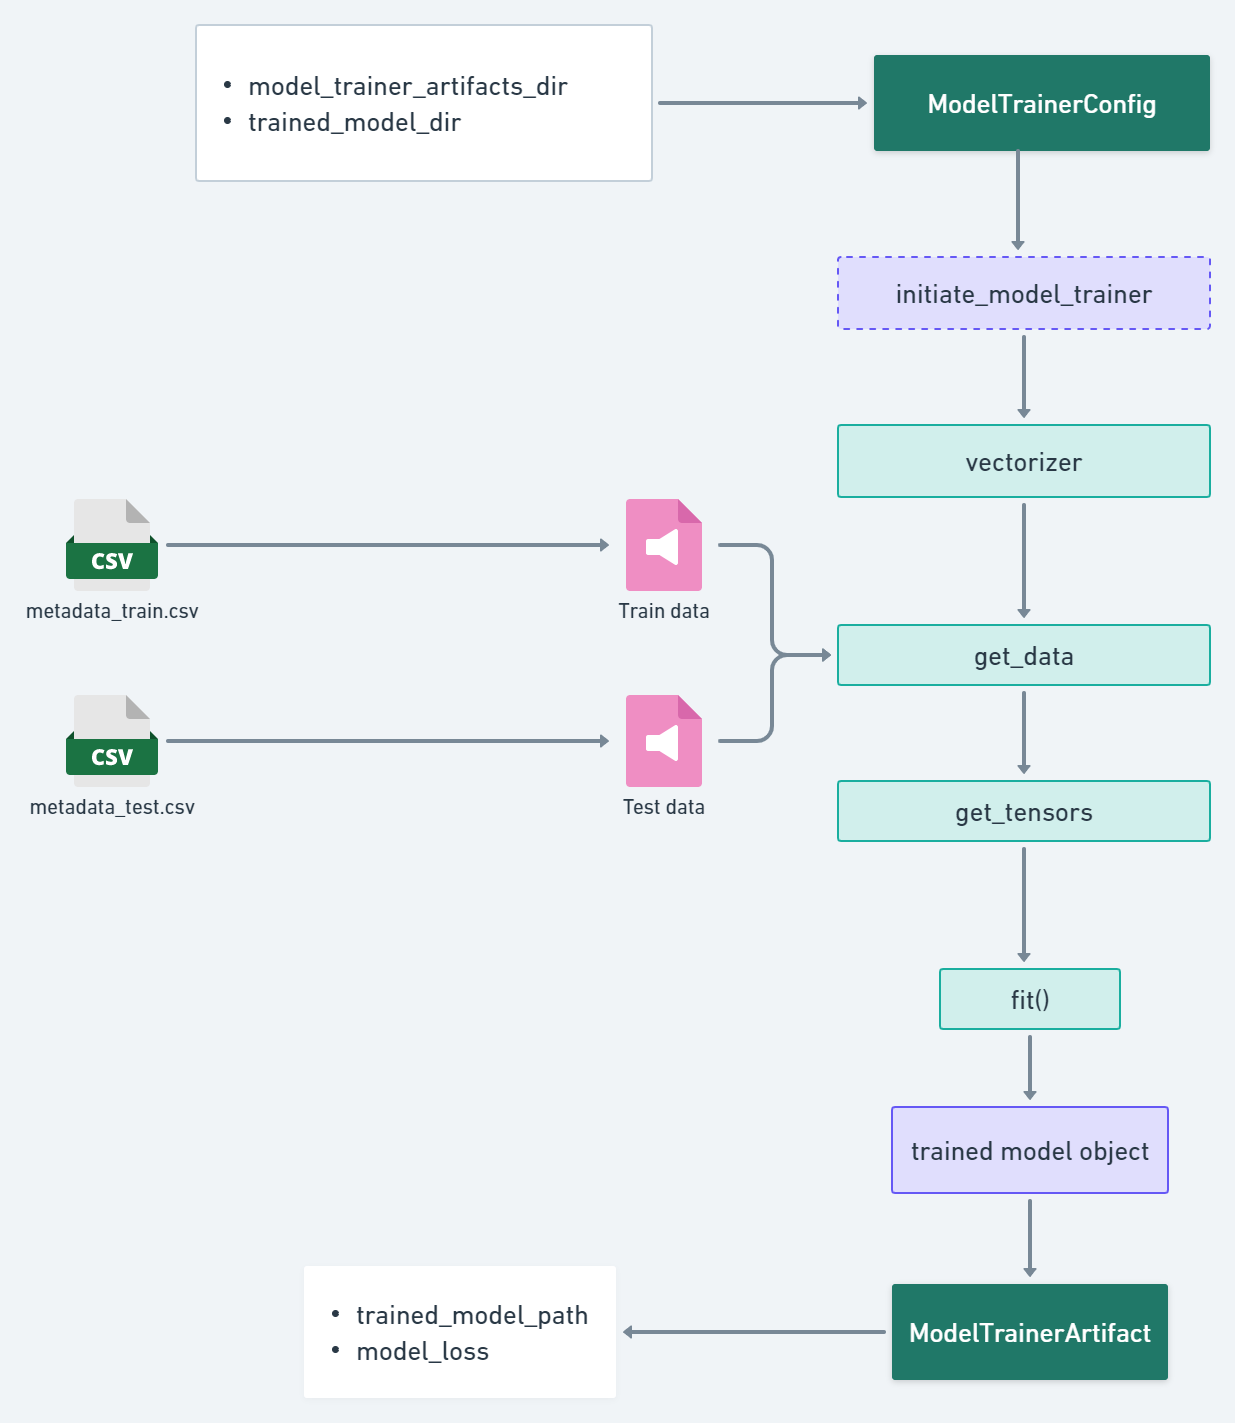 • model_trainer_artifacts_dir
• trained_model_dir
ModelTrainerConfig
initiate_model_trainer
vectorizer
CSV
metadata_train.csv
Train data
get_data
CSV
metadata_test.csv
Test data
get_tensors
fit()
trained model object
ModelTrainerArtifact
• trained_model_path
• model_loss